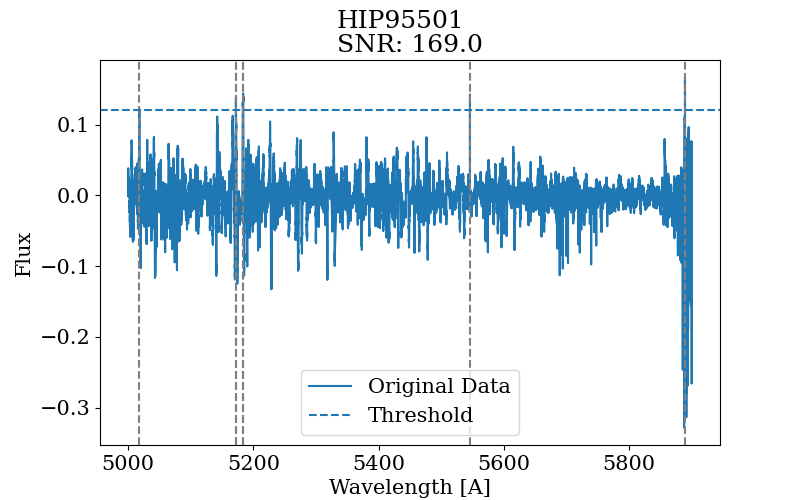 HIP95501
SNR: 169.0
0.1
0.0
−0.1
−0.2
−0.3
Flux
Original Data
Threshold
5000 5200 5400 5600 5800
Wavelength [A]